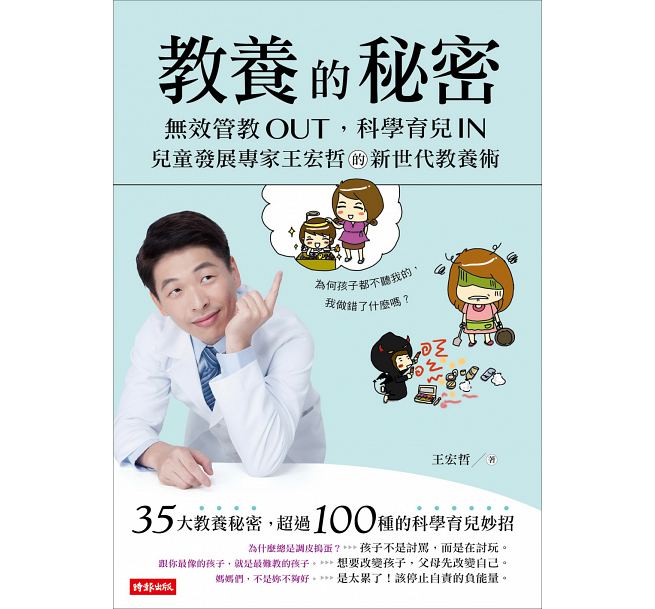 教養的秘密
無效管教OUT，科學育兒IN
兒童發展專家王宏哲的新世代教養術
為何孩子都不聽我的，
我做錯了什麼嗎？
王宏哲／著
35大教養秘密，超過100種的科學育兒妙招
為什麼總是調皮搗蛋？▸▸▸孩子不是討罵，而是在討玩。
跟你最像的孩子，就是最難教的孩子。▸▸▸想要改變孩子，父母先改變自己。
媽媽們，不是妳不夠好。▸▸▸是太累了！該停止自責的負能量。
時報出版